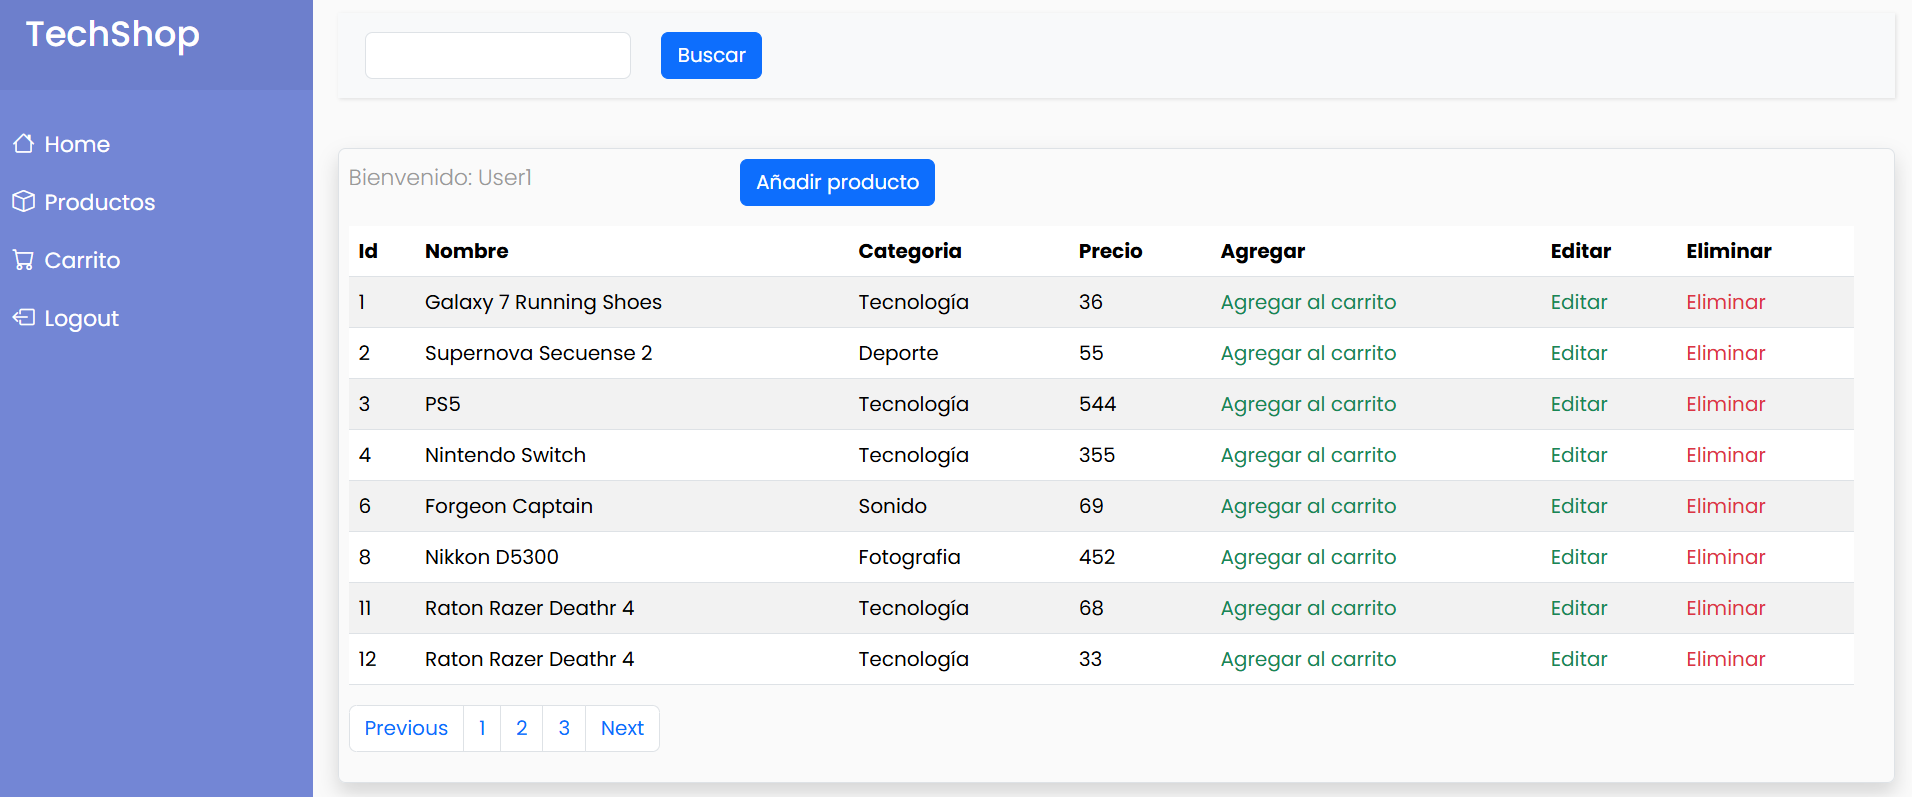 TechShop
Home
Productos
Carrito
Logout
Buscar
Bienvenido: User1
Añadir producto
Id Nombre Categoria Precio Agregar Editar Eliminar
1 Galaxy 7 Running Shoes Tecnología 36 Agregar al carrito Editar Eliminar
2 Supernova Secuense 2 Deporte 55 Agregar al carrito Editar Eliminar
3 PS5 Tecnología 544 Agregar al carrito Editar Eliminar
4 Nintendo Switch Tecnología 355 Agregar al carrito Editar Eliminar
6 Forgeon Captain Sonido 69 Agregar al carrito Editar Eliminar
8 Nikkon D5300 Fotografia 452 Agregar al carrito Editar Eliminar
11 Raton Razer Deathr 4 Tecnología 68 Agregar al carrito Editar Eliminar
12 Raton Razer Deathr 4 Tecnología 33 Agregar al carrito Editar Eliminar
Previous 1 2 3 Next